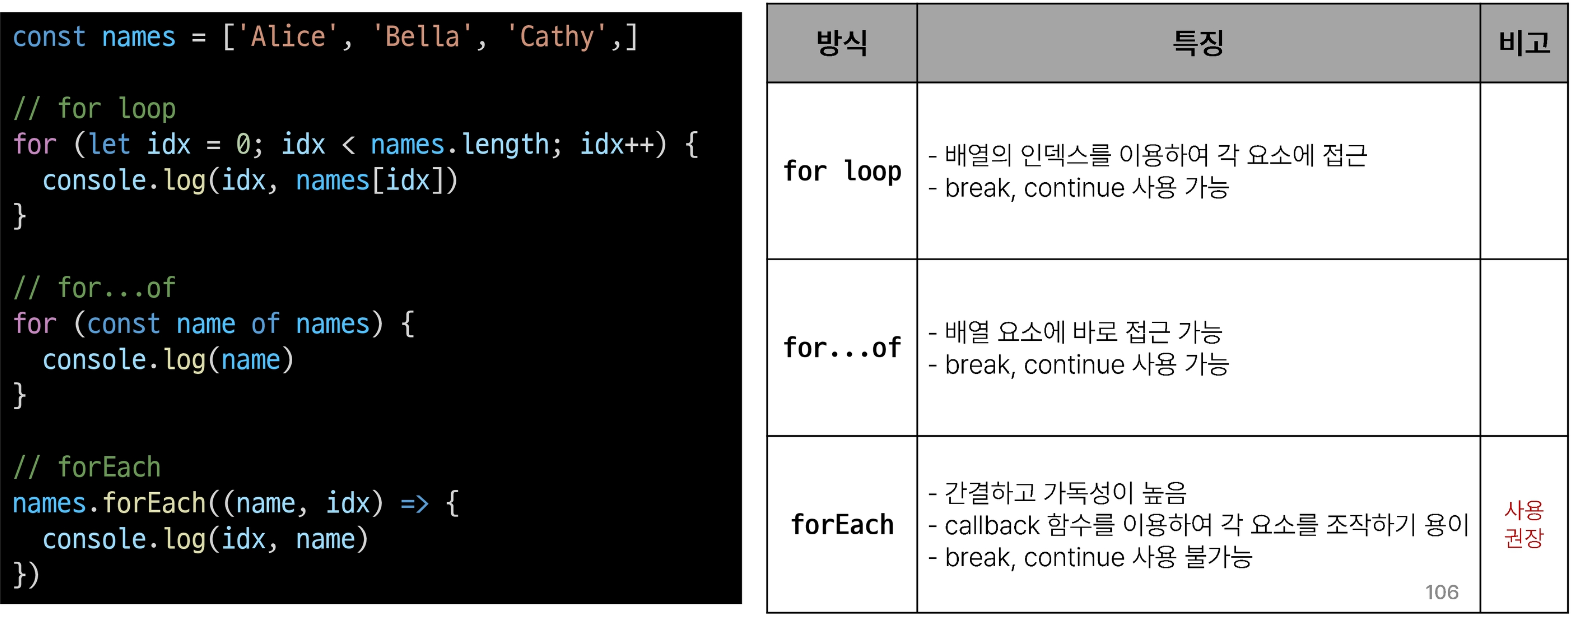 const names = ['Alice', 'Bella', 'Cathy',]
// for loop
for (let idx = 0; idx < names.length; idx++) {
  console.log(idx, names[idx])
}
// for...of
for (const name of names) {
  console.log(name)
}
// forEach
names.forEach((name, idx) => {
  console.log(idx, name)
})
방식 특징 비고
for loop
- 배열의 인덱스를 이용하여 각 요소에 접근
- break, continue 사용 가능
for...of
- 배열 요소에 바로 접근 가능
- break, continue 사용 가능
forEach
- 간결하고 가독성이 높음
- callback 함수를 이용하여 각 요소를 조작하기 용이
- break, continue 사용 불가능
사용
권장
106